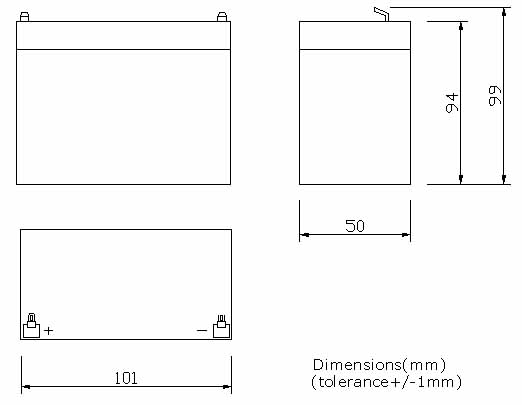 94
99
50
+ −
101
Dimensions(mm)
(tolerance+/-1mm)